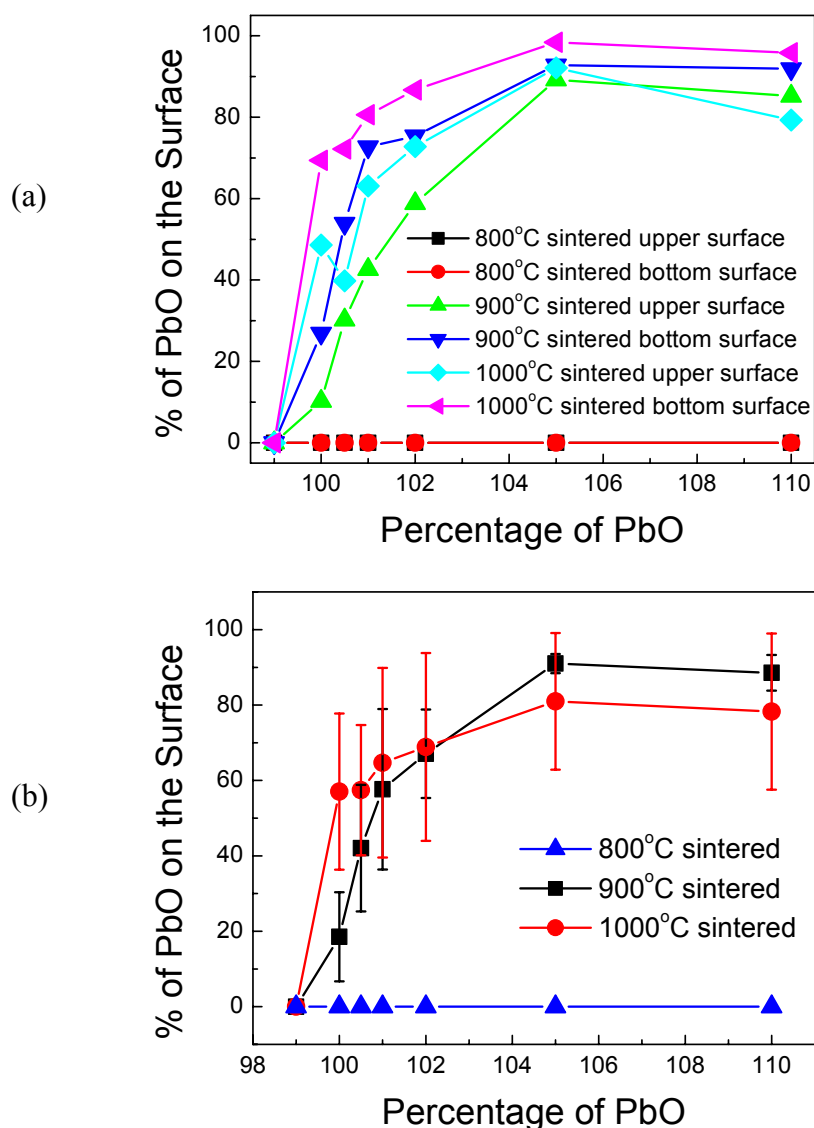 (a)
% of PbO on the Surface
100
80
60
40
20
0
800°C sintered upper surface
800°C sintered bottom surface
900°C sintered upper surface
900°C sintered bottom surface
1000°C sintered upper surface
1000°C sintered bottom surface
100 102 104 106 108 110
Percentage of PbO
(b)
% of PbO on the Surface
100
80
60
40
20
0
800°C sintered
900°C sintered
1000°C sintered
98 100 102 104 106 108 110
Percentage of PbO